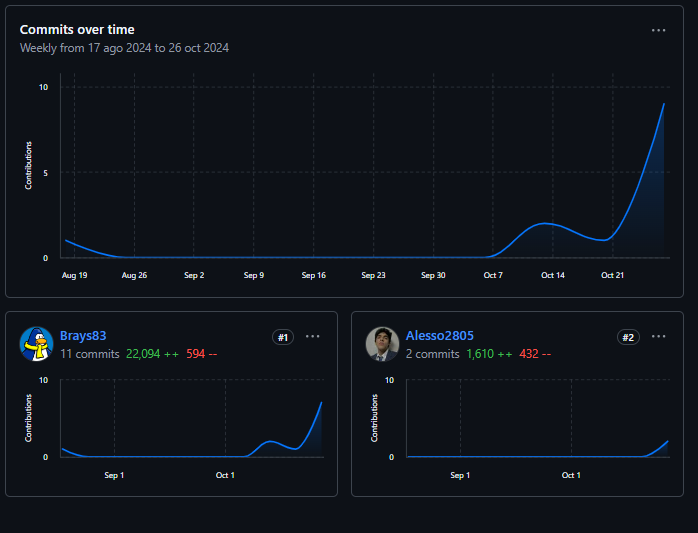 Commits over time
Weekly from 17 ago 2024 to 26 oct 2024
Contributions
10
5
0
Aug 19 Aug 26 Sep 2 Sep 9 Sep 16 Sep 23 Sep 30 Oct 7 Oct 14 Oct 21
Brays83 #1
11 commits 22,094 ++ 594 --
Contributions
10
0
Sep 1 Oct 1
Alesso2805 #2
2 commits 1,610 ++ 432 --
Contributions
10
0
Sep 1 Oct 1